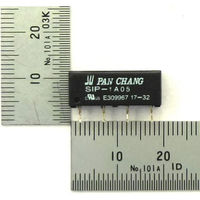 PAN CHANG
SIP-1A05
E309967 17-32
10
20
No.101A
03K
10
20
No.101A
1D